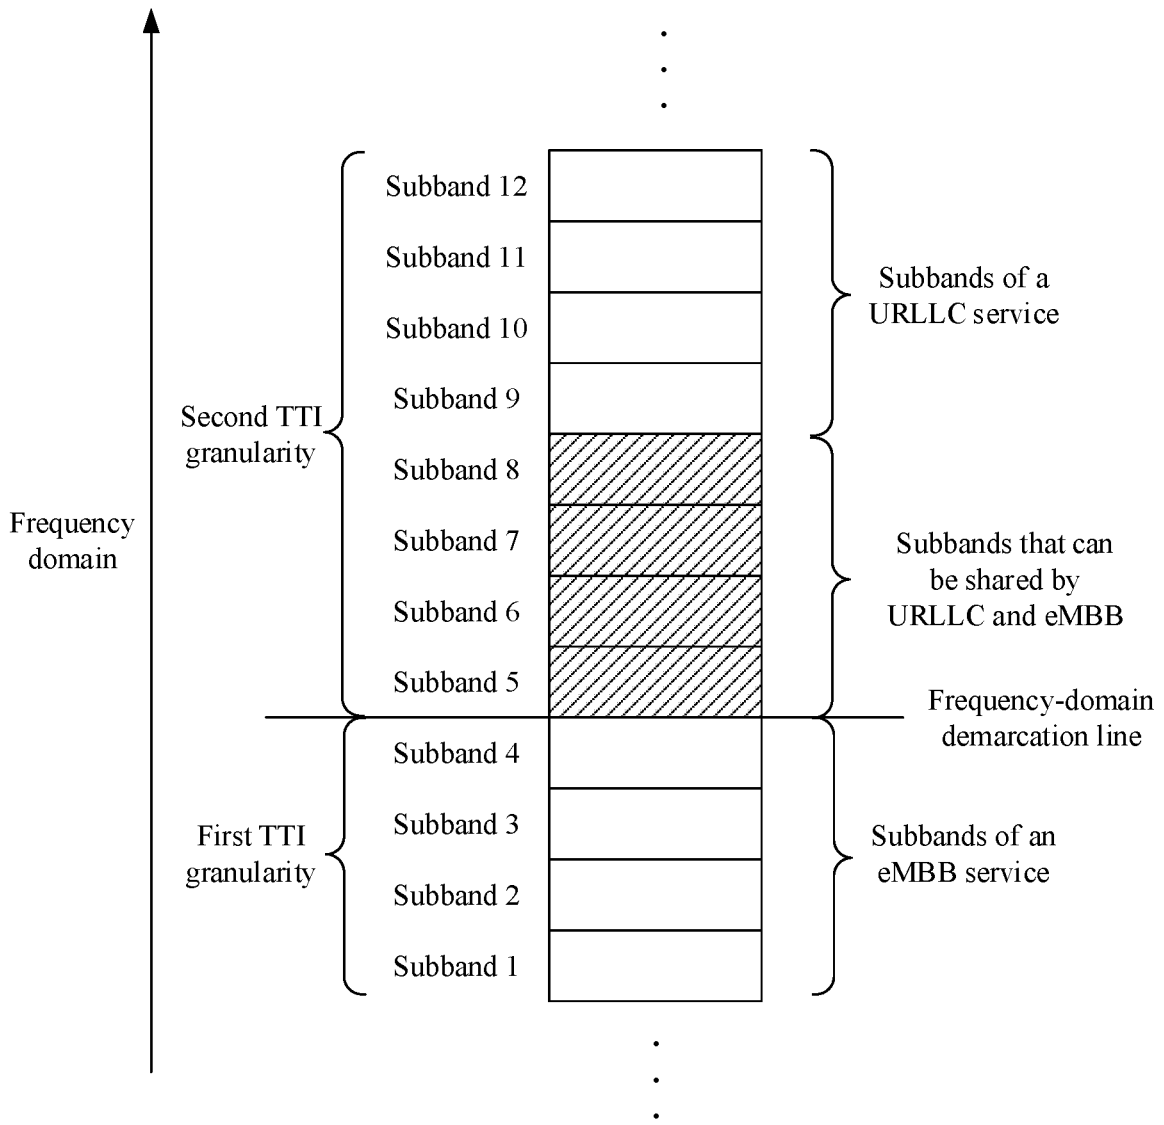 Subband 12
Subband 11
Subband 10
Subband 9
Subband 8
Subband 7
Subband 6
Subband 5
Subband 4
Subband 3
Subband 2
Subband 1
Second TTI
granularity
First TTI
granularity
Frequency
domain
Subbands of a
URLLC service
Subbands that can
be shared by
URLLC and eMBB
Frequency-domain
demarcation line
Subbands of an
eMBB service